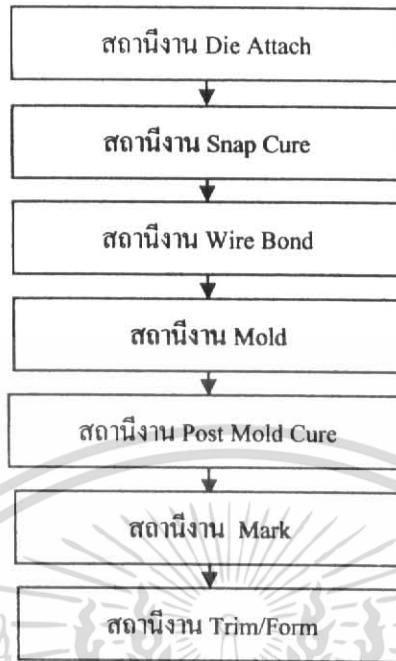 สถานีงาน Die Attach
สถานีงาน Snap Cure
สถานีงาน Wire Bond
สถานีงาน Mold
สถานีงาน Post Mold Cure
สถานีงาน Mark
สถานีงาน Trim/Form